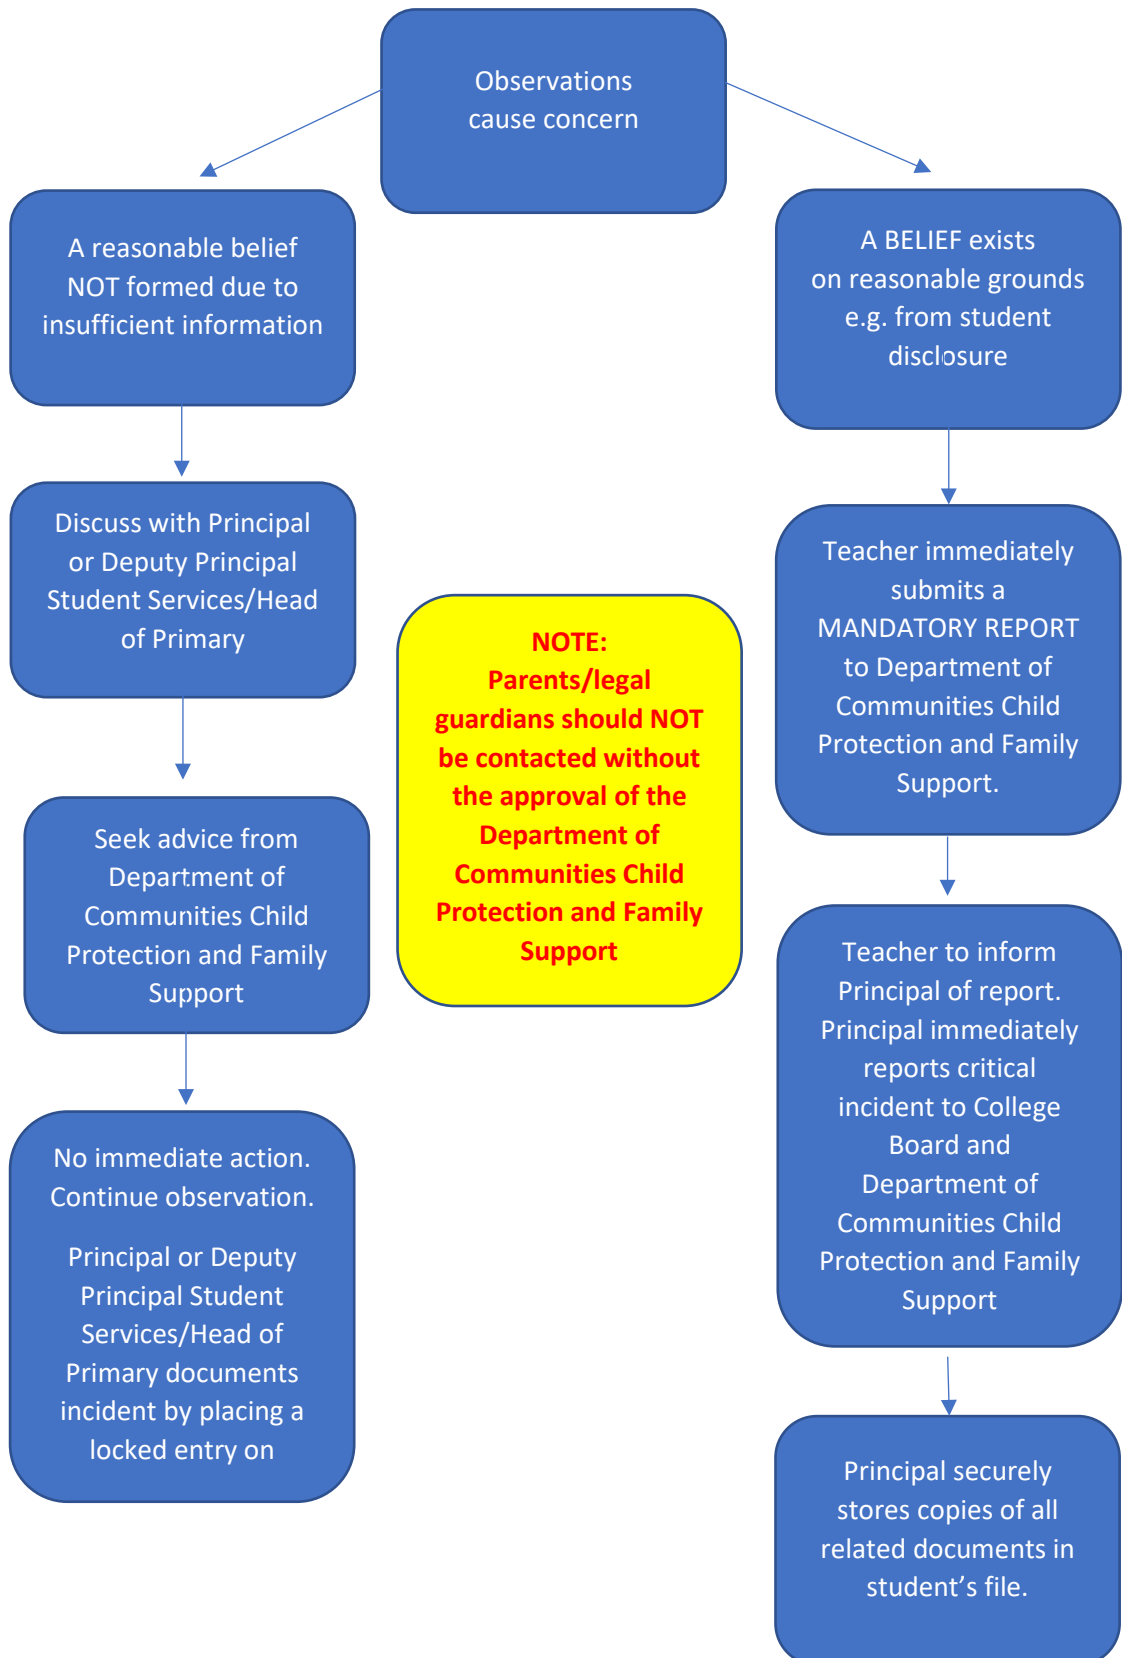 Observations
cause concern
A reasonable belief
NOT formed due to
insufficient information
Discuss with Principal
or Deputy Principal
Student Services/Head
of Primary
Seek advice from
Department of
Communities Child
Protection and Family
Support
No immediate action.
Continue observation.
Principal or Deputy
Principal Student
Services/Head of
Primary documents
incident by placing a
locked entry on
NOTE:
Parents/legal
guardians should NOT
be contacted without
the approval of the
Department of
Communities Child
Protection and Family
Support
A BELIEF exists
on reasonable grounds
e.g. from student
disclosure
Teacher immediately
submits a
MANDATORY REPORT
to Department of
Communities Child
Protection and Family
Support.
Teacher to inform
Principal of report.
Principal immediately
reports critical
incident to College
Board and
Department of
Communities Child
Protection and Family
Support
Principal securely
stores copies of all
related documents in
student’s file.